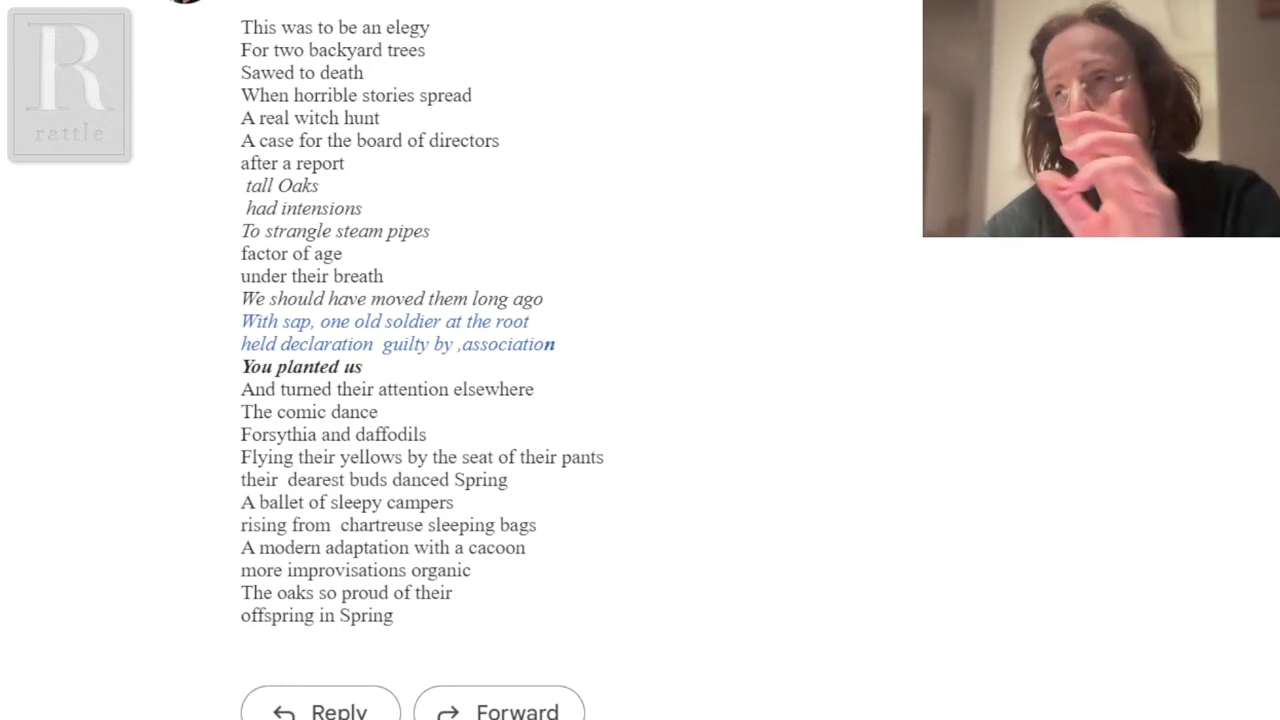 R
rattle
This was to be an elegy
For two backyard trees
Sawed to death
When horrible stories spread
A real witch hunt
A case for the board of directors
after a report
tall Oaks
had intensions
To strangle steam pipes
factor of age
under their breath
We should have moved them long ago
With sap, one old soldier at the root
held declaration  guilty by ,association
You planted us
And turned their attention elsewhere
The comic dance
Forsythia and daffodils
Flying their yellows by the seat of their pants
their  dearest buds danced Spring
A ballet of sleepy campers
rising from  chartreuse sleeping bags
A modern adaptation with a cacoon
more improvisations organic
The oaks so proud of their
offspring in Spring
Reply
Forward